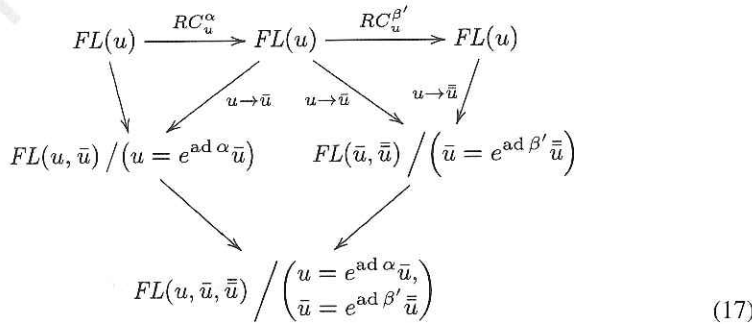 RC_u^α RC_u^{β′}
FL(u) FL(u) FL(u)
u→ū u→ū u→u̿
FL(u, ū) / (u = e^{ad α} ū) FL(ū, u̿) / (ū = e^{ad β′} u̿)
FL(u, ū, u̿) / (u = e^{ad α} ū,
ū = e^{ad β′} u̿)
(17)